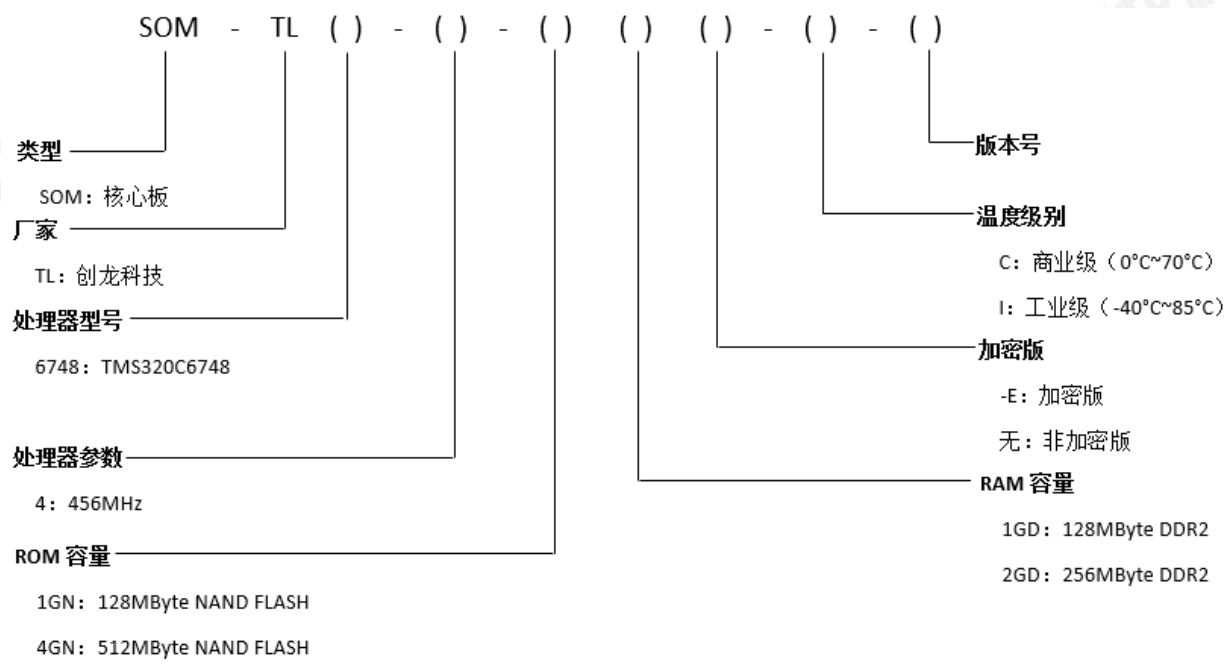 SOM - TL ( ) - ( ) - ( ) ( ) ( ) - ( ) - ( )
类型
SOM：核心板
厂家
TL：创龙科技
处理器型号
6748：TMS320C6748
处理器参数
4：456MHz
ROM 容量
1GN：128MByte NAND FLASH
4GN：512MByte NAND FLASH
版本号
温度级别
C：商业级（0°C~70°C）
I：工业级（-40°C~85°C）
加密版
-E：加密版
无：非加密版
RAM 容量
1GD：128MByte DDR2
2GD：256MByte DDR2